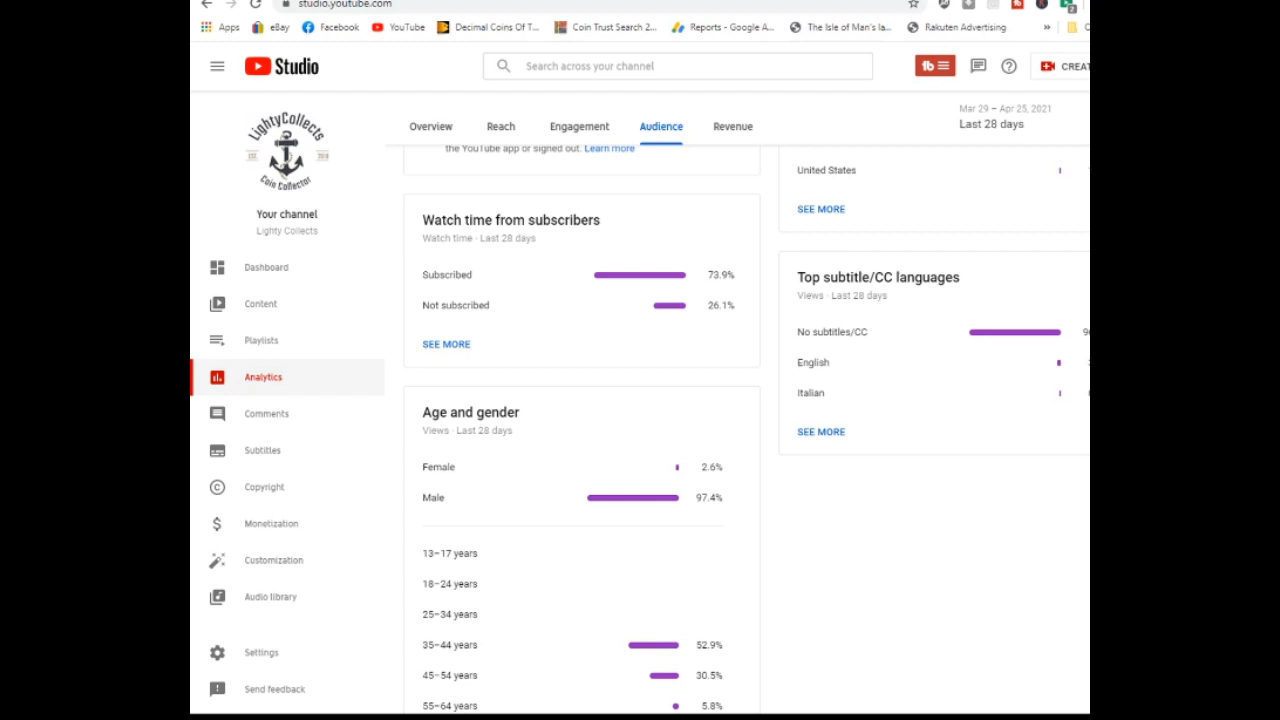 studio.youtube.com
Apps eBay Facebook YouTube Decimal Coins Of T... Coin Trust Search 2... Reports - Google A... The Isle of Man's la... Rakuten Advertising »
Studio
Search across your channel
CREAT
LightyCollects
EST.
Coin Collector
Your channel
Lighty Collects
Dashboard
Content
Playlists
Analytics
Comments
Subtitles
Copyright
Monetization
Customization
Audio library
Settings
Send feedback
Overview Reach Engagement Audience Revenue
Mar 29 – Apr 25, 2021
Last 28 days
the YouTube app or signed out. Learn more
Watch time from subscribers
Watch time · Last 28 days
Subscribed 73.9%
Not subscribed 26.1%
SEE MORE
Age and gender
Views · Last 28 days
Female 2.6%
Male 97.4%
13–17 years
18–24 years
25–34 years
35–44 years 52.9%
45–54 years 30.5%
55–64 years 5.8%
United States
SEE MORE
Top subtitle/CC languages
Views · Last 28 days
No subtitles/CC
English
Italian
SEE MORE